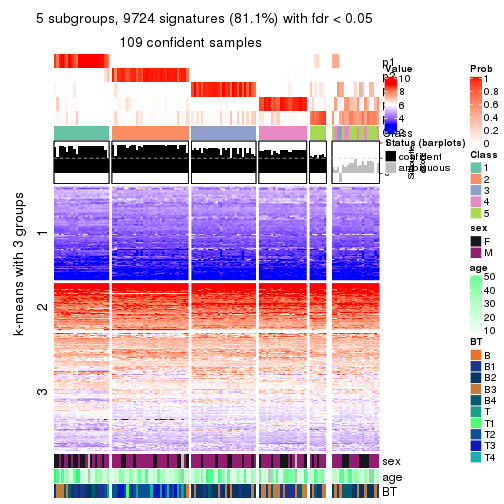 5 subgroups, 9724 signatures (81.1%) with fdr < 0.05
109 confident samples
p1
Class
k-means with 3 groups
1
2
3
sex
age
BT
Value
10
8
6
4
2
Status (barplots)
confident
ambiguous
Prob
1
0.8
0.6
0.4
0.2
0
Class
1
2
3
4
5
sex
F
M
age
50
40
30
20
10
BT
B
B1
B2
B3
B4
T
T1
T2
T3
T4